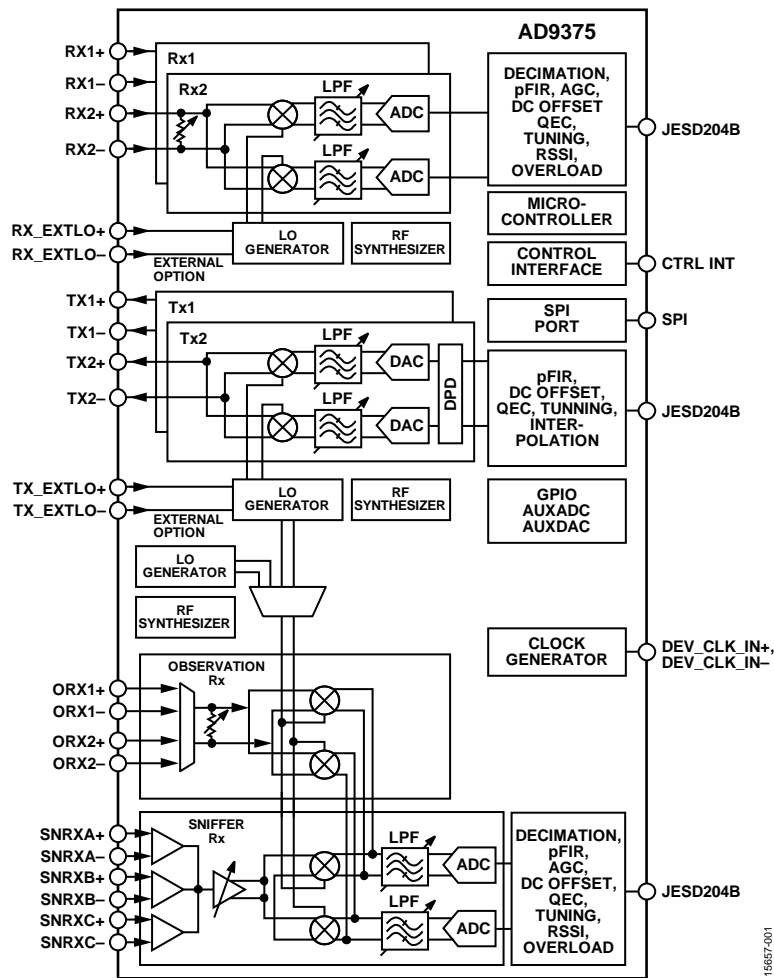 AD9375
RX1+
RX1–
RX2+
RX2–
Rx1
Rx2
LPF
ADC
LPF
ADC
DECIMATION,
pFIR, AGC,
DC OFFSET
QEC,
TUNING,
RSSI,
OVERLOAD
JESD204B
RX_EXTLO+
RX_EXTLO–
EXTERNAL
OPTION
LO
GENERATOR
RF
SYNTHESIZER
MICRO-
CONTROLLER
CONTROL
INTERFACE
CTRL INT
SPI
PORT
SPI
TX1+
TX1–
TX2+
TX2–
Tx1
Tx2
LPF
DAC
LPF
DAC
DPD
pFIR,
DC OFFSET,
QEC, TUNNING,
INTER-
POLATION
JESD204B
TX_EXTLO+
TX_EXTLO–
EXTERNAL
OPTION
LO
GENERATOR
RF
SYNTHESIZER
GPIO
AUXADC
AUXDAC
LO
GENERATOR
RF
SYNTHESIZER
CLOCK
GENERATOR
DEV_CLK_IN+,
DEV_CLK_IN–
OBSERVATION
Rx
ORX1+
ORX1–
ORX2+
ORX2–
SNIFFER
Rx
SNRXA+
SNRXA–
SNRXB+
SNRXB–
SNRXC+
SNRXC–
LPF
ADC
LPF
ADC
DECIMATION,
pFIR,
AGC,
DC OFFSET,
QEC,
TUNING,
RSSI,
OVERLOAD
JESD204B
15657-001